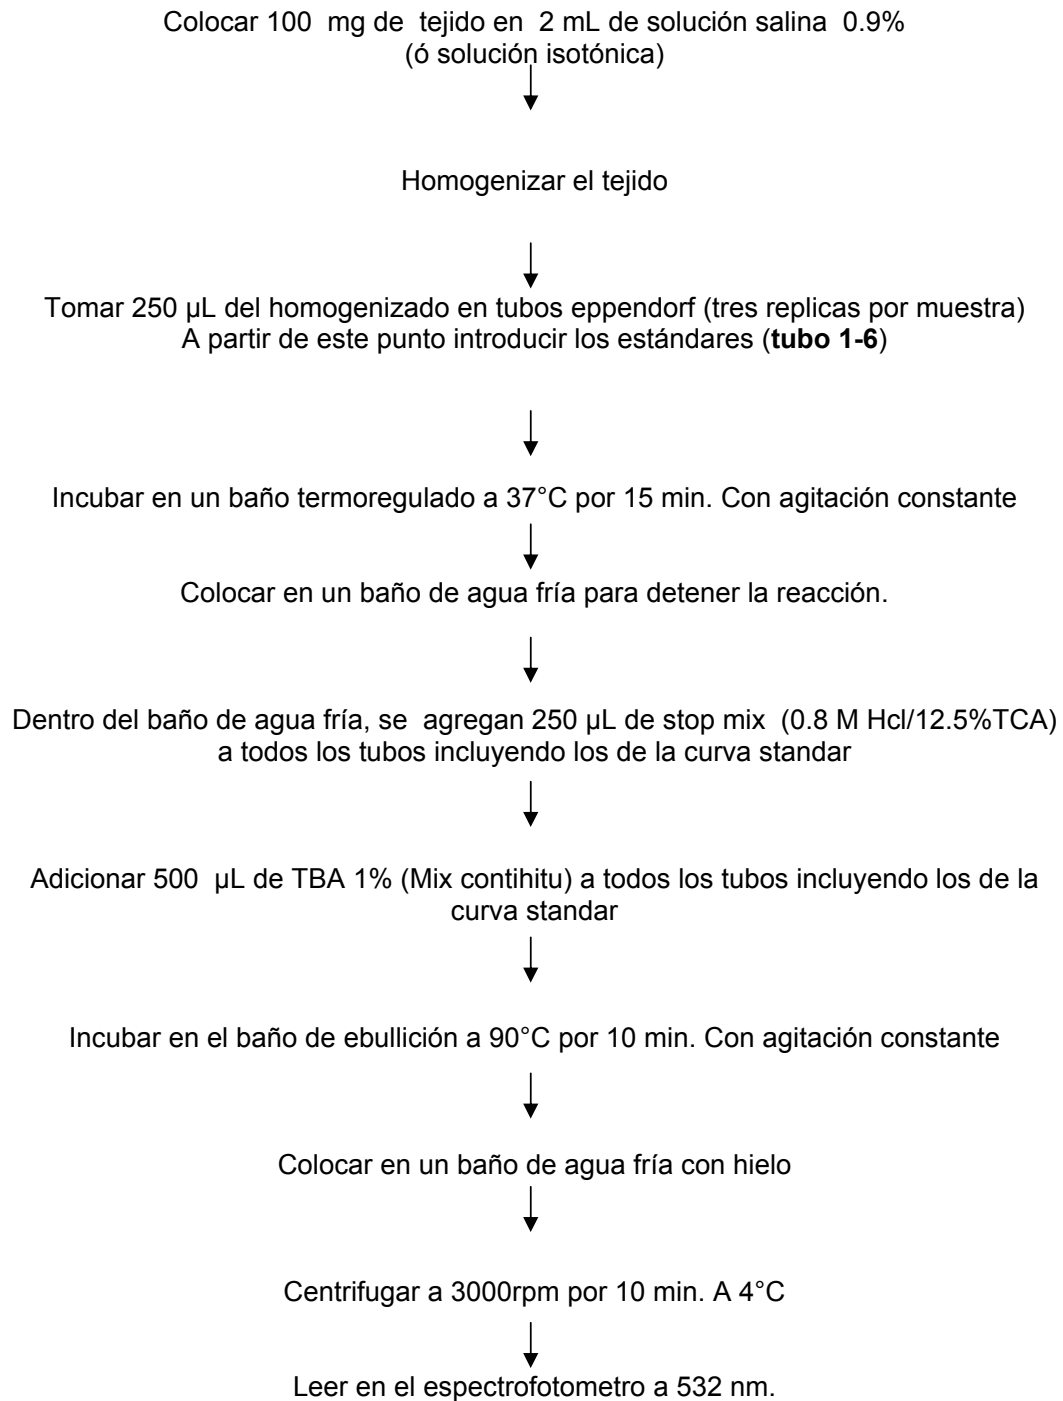 Colocar 100 mg de tejido en 2 mL de solución salina 0.9%
(ó solución isotónica)
Homogenizar el tejido
Tomar 250 µL del homogenizado en tubos eppendorf (tres replicas por muestra)
A partir de este punto introducir los estándares (tubo 1-6)
Incubar en un baño termoregulado a 37°C por 15 min. Con agitación constante
Colocar en un baño de agua fría para detener la reacción.
Dentro del baño de agua fría, se agregan 250 µL de stop mix (0.8 M Hcl/12.5%TCA)
a todos los tubos incluyendo los de la curva standar
Adicionar 500 µL de TBA 1% (Mix contihitu) a todos los tubos incluyendo los de la
curva standar
Incubar en el baño de ebullición a 90°C por 10 min. Con agitación constante
Colocar en un baño de agua fría con hielo
Centrifugar a 3000rpm por 10 min. A 4°C
Leer en el espectrofotometro a 532 nm.